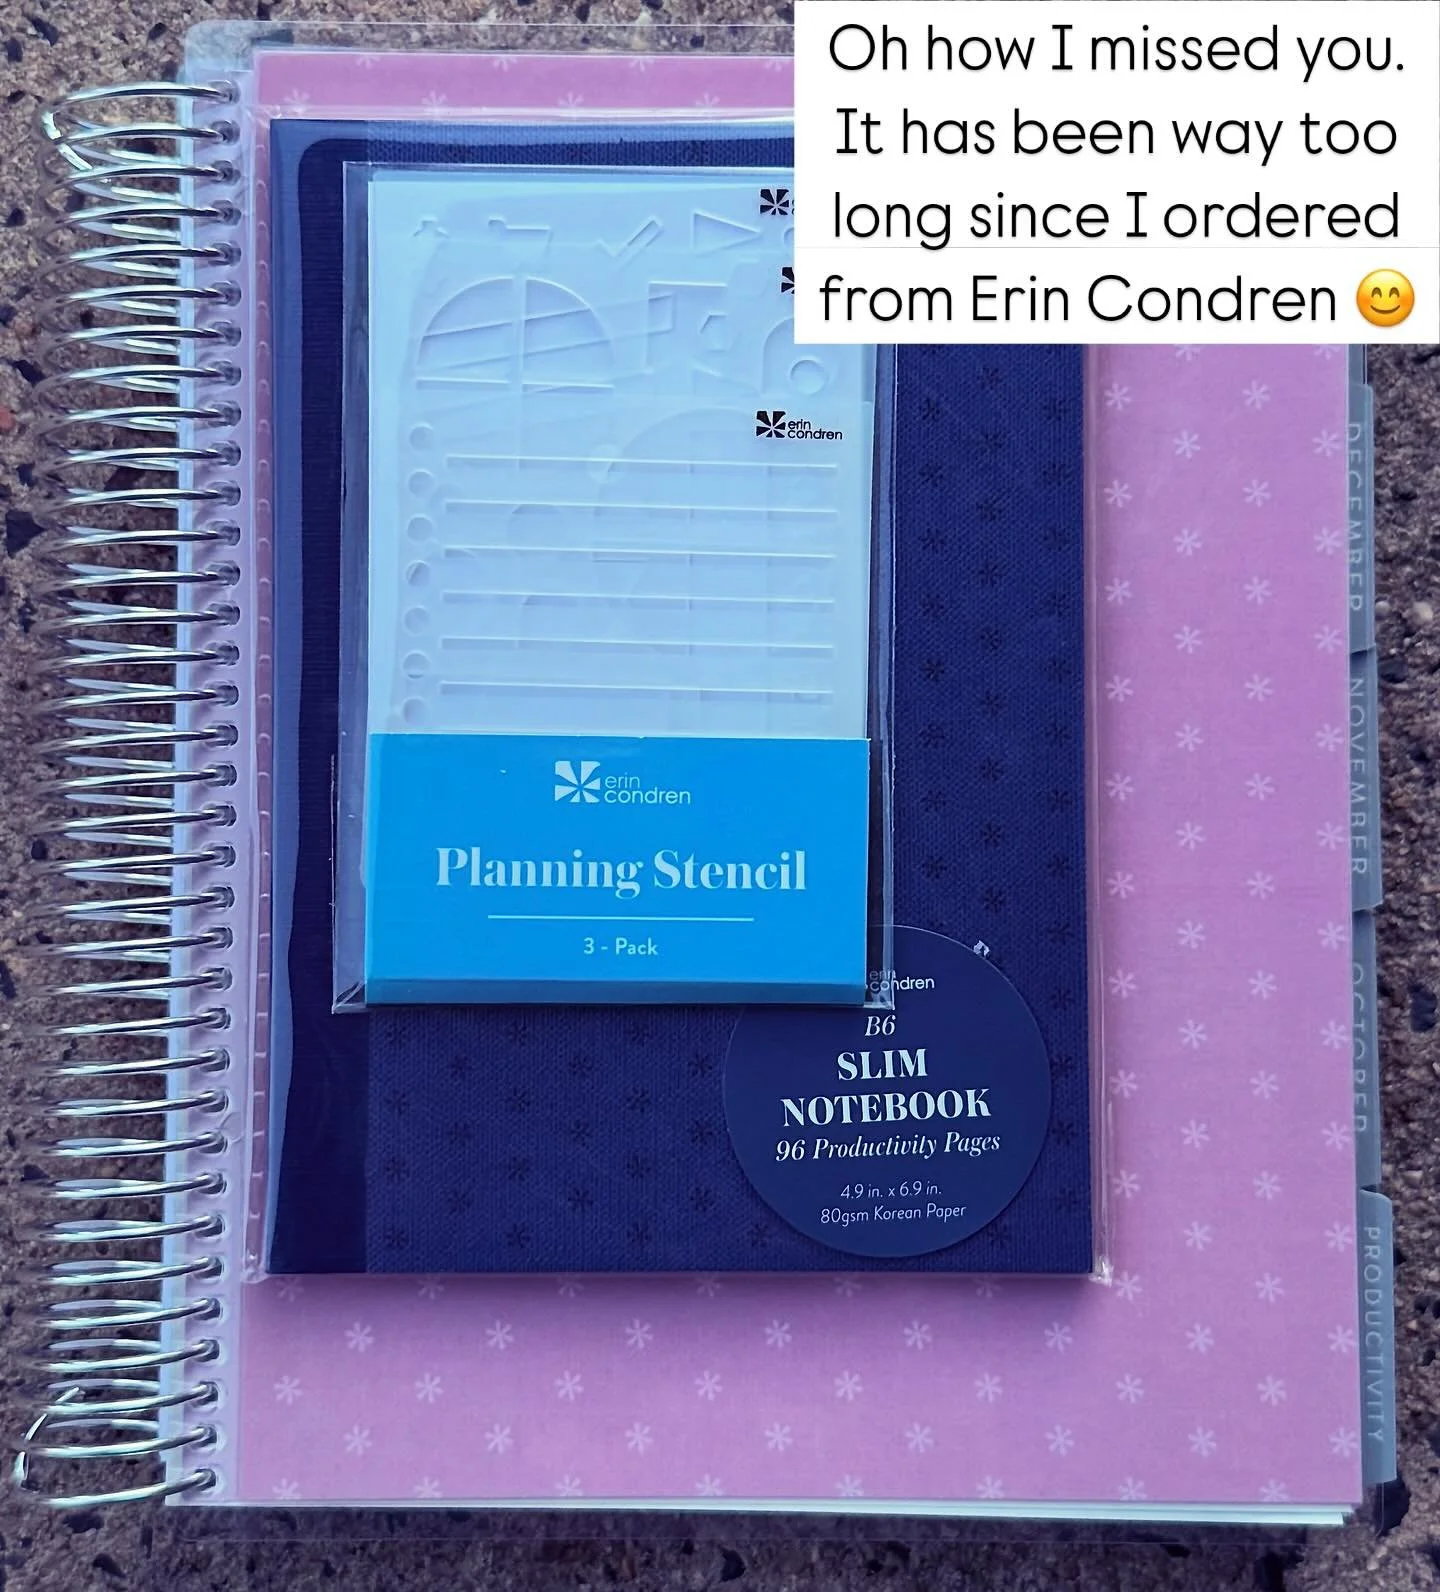 Oh how I missed you.
It has been way too
long since I ordered
from Erin Condren 😊
erin
condren
erin
condren
Planning Stencil
3 - Pack
erin
condren
B6
SLIM
NOTEBOOK
96 Productivity Pages
4.9 in. x 6.9 in.
80gsm Korean Paper
DECEMBER
NOVEMBER
OCTOBER
PRODUCTIVITY